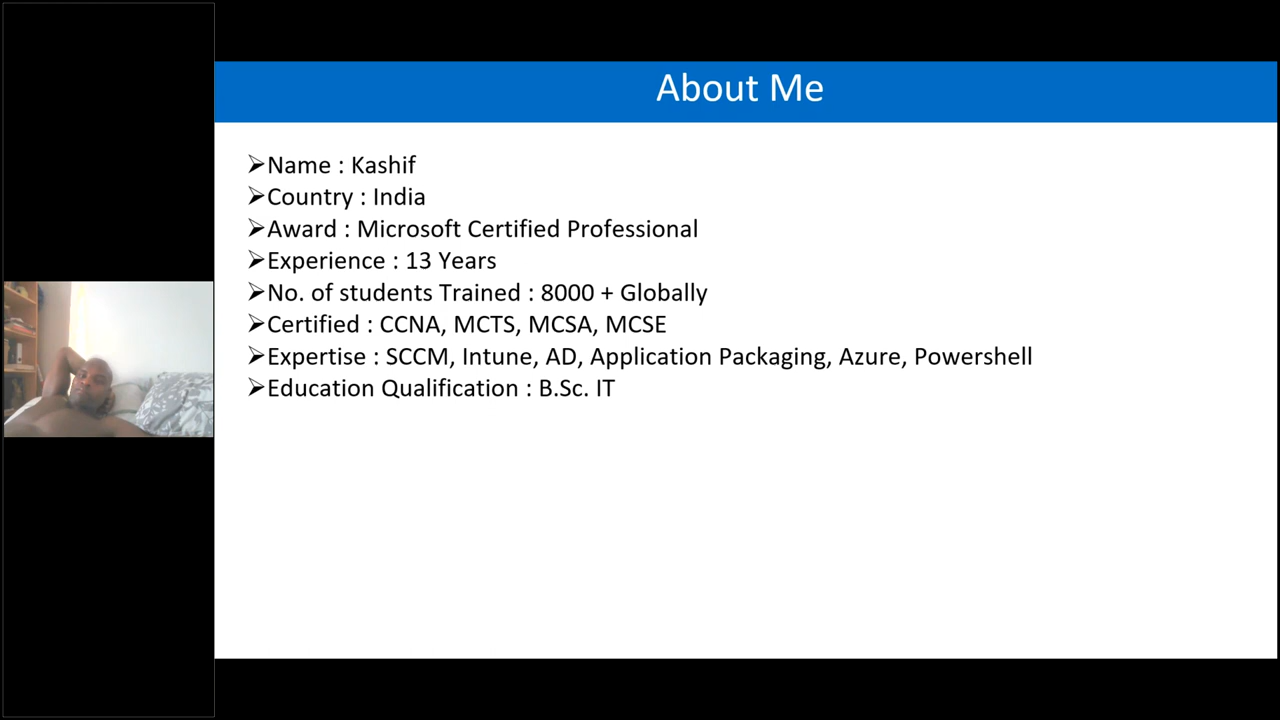 About Me
➢Name : Kashif
➢Country : India
➢Award : Microsoft Certified Professional
➢Experience : 13 Years
➢No. of students Trained : 8000 + Globally
➢Certified : CCNA, MCTS, MCSA, MCSE
➢Expertise : SCCM, Intune, AD, Application Packaging, Azure, Powershell
➢Education Qualification : B.Sc. IT